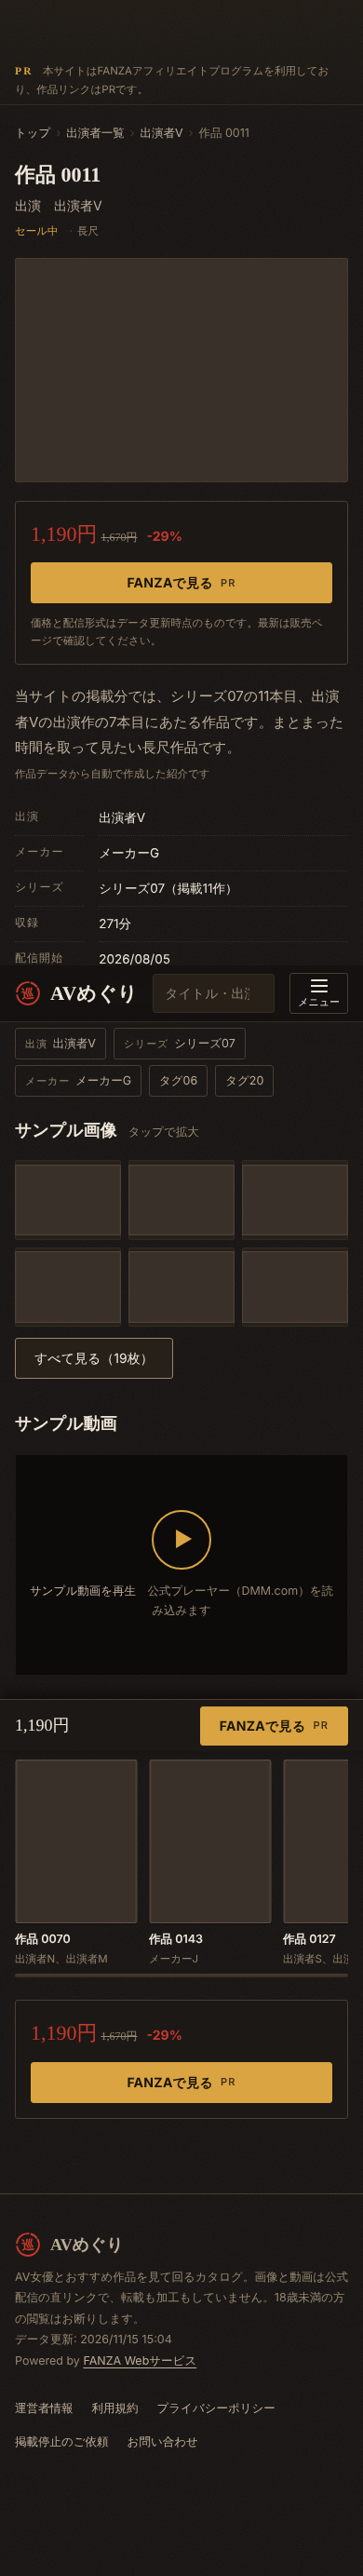 PR 本サイトはFANZAアフィリエイトプログラムを利用してお
り、作品リンクはPRです。
トップ › 出演者一覧 › 出演者V › 作品 0011
作品 0011
出演 出演者V
セール中 · 長尺
1,190円 1,670円 -29%
FANZAで見る PR
価格と配信形式はデータ更新時点のものです。最新は販売ペ
ージで確認してください。
当サイトの掲載分では、シリーズ07の11本目、出演
者Vの出演作の7本目にあたる作品です。まとまった
時間を取って見たい長尺作品です。
作品データから自動で作成した紹介です
出演 出演者V
メーカー メーカーG
シリーズ シリーズ07（掲載11作）
収録 271分
配信開始 2026/08/05
巡 AVめぐり タイトル・出演 メニュー
出演 出演者V シリーズ シリーズ07
メーカー メーカーG タグ06 タグ20
サンプル画像 タップで拡大
すべて見る（19枚）
サンプル動画
サンプル動画を再生 公式プレーヤー（DMM.com）を読
み込みます
1,190円 FANZAで見る PR
作品 0070 作品 0143 作品 0127
出演者N、出演者M メーカーJ 出演者S、出演
1,190円 1,670円 -29%
FANZAで見る PR
巡 AVめぐり
AV女優とおすすめ作品を見て回るカタログ。画像と動画は公式
配信の直リンクで、転載も加工もしていません。18歳未満の方
の閲覧はお断りします。
データ更新: 2026/11/15 15:04
Powered by FANZA Webサービス
運営者情報 利用規約 プライバシーポリシー
掲載停止のご依頼 お問い合わせ